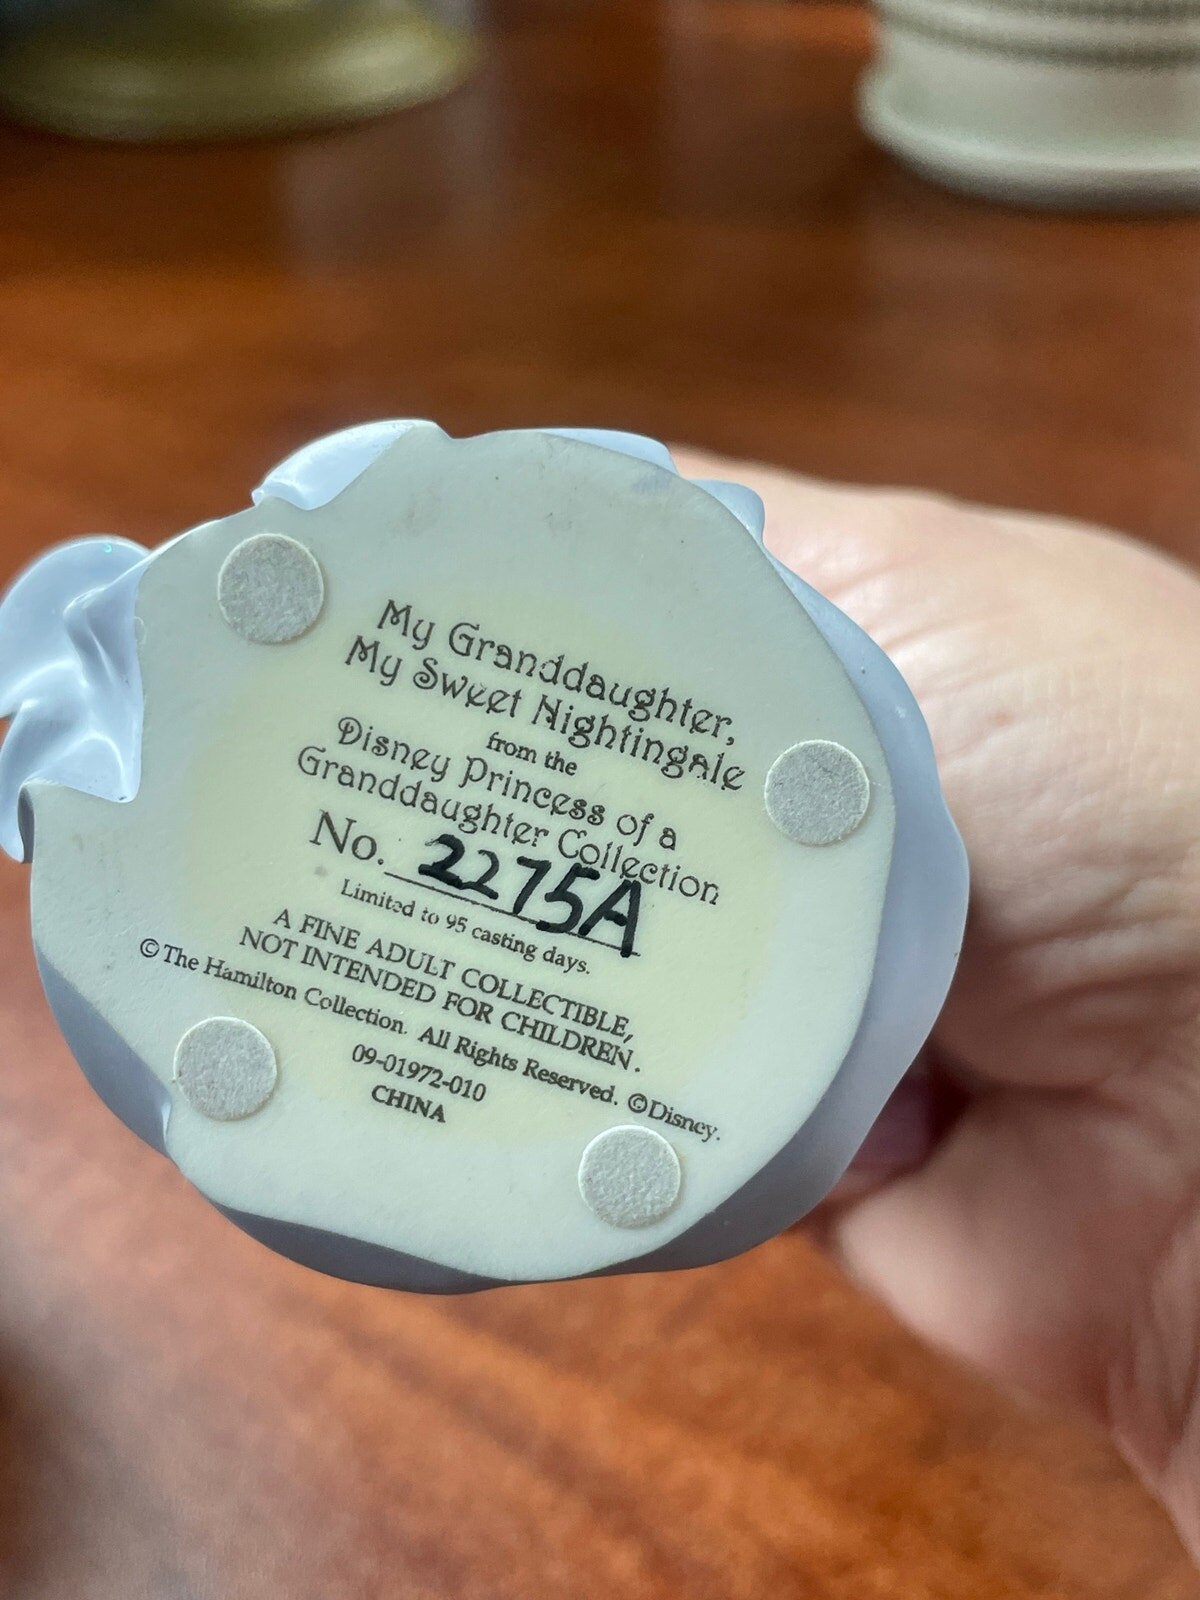 My Granddaughter,
My Sweet Nightingale
from the
Disney Princess of a
Granddaughter Collection
No. 2275A
Limited to 95 casting days.
A FINE ADULT COLLECTIBLE,
NOT INTENDED FOR CHILDREN.
©The Hamilton Collection. All Rights Reserved. ©Disney.
09-01972-010
CHINA